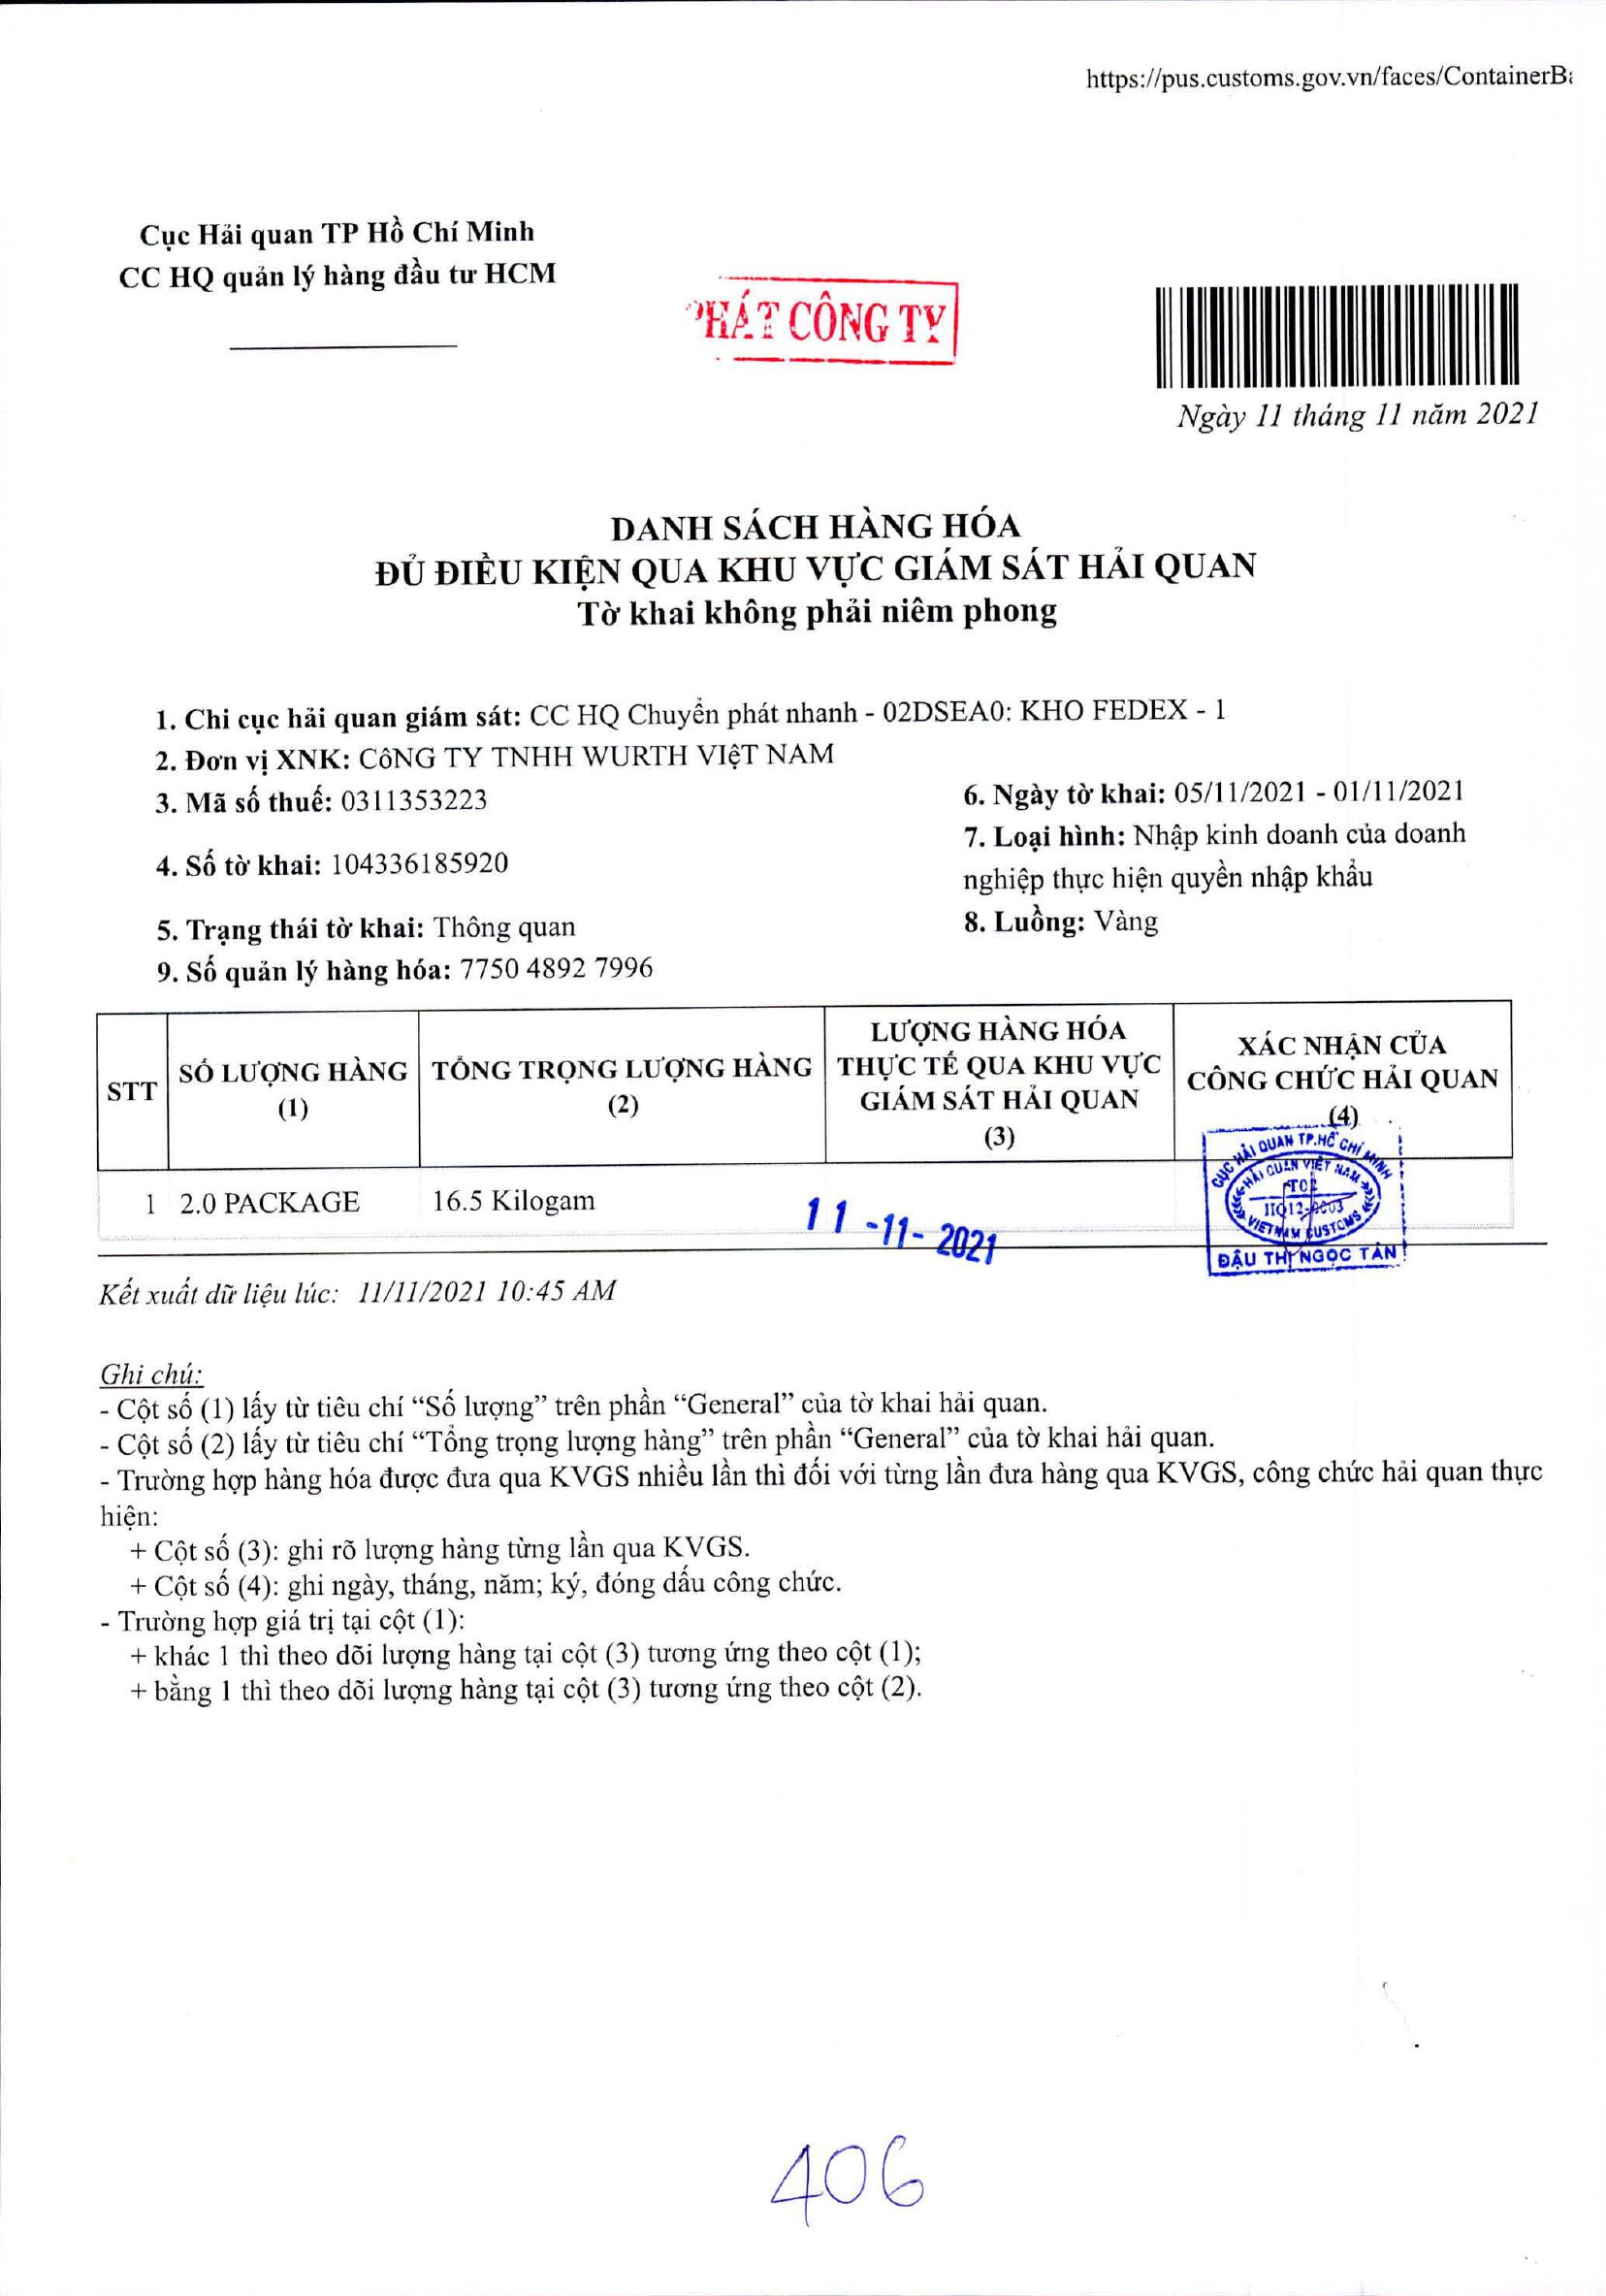 https://pus.customs.gov.vn/faces/ContainerBa
Cục Hải quan TP Hồ Chí Minh
CC HQ quản lý hàng đầu tư HCM
PHÁT CÔNG TY
Ngày 11 tháng 11 năm 2021
DANH SÁCH HÀNG HÓA
ĐỦ ĐIỀU KIỆN QUA KHU VỰC GIÁM SÁT HẢI QUAN
Tờ khai không phải niêm phong
1. Chi cục hải quan giám sát: CC HQ Chuyển phát nhanh - 02DSEA0: KHO FEDEX - 1
2. Đơn vị XNK: CôNG TY TNHH WURTH VIệT NAM
3. Mã số thuế: 0311353223
6. Ngày tờ khai: 05/11/2021 - 01/11/2021
4. Số tờ khai: 104336185920
7. Loại hình: Nhập kinh doanh của doanh
nghiệp thực hiện quyền nhập khẩu
5. Trạng thái tờ khai: Thông quan
8. Luồng: Vàng
9. Số quản lý hàng hóa: 7750 4892 7996
STT
SỐ LƯỢNG HÀNG
(1)
TỔNG TRỌNG LƯỢNG HÀNG
(2)
LƯỢNG HÀNG HÓA
THỰC TẾ QUA KHU VỰC
GIÁM SÁT HẢI QUAN
(3)
XÁC NHẬN CỦA
CÔNG CHỨC HẢI QUAN
(4)
1 2.0 PACKAGE 16.5 Kilogam
11-11-2021
CỤC HẢI QUAN TP.HỒ CHÍ MINH
HẢI QUAN VIỆT NAM
VIETNAM CUSTOMS
ĐẬU THỊ NGỌC TÂN
Kết xuất dữ liệu lúc: 11/11/2021 10:45 AM
Ghi chú:
- Cột số (1) lấy từ tiêu chí “Số lượng” trên phần “General” của tờ khai hải quan.
- Cột số (2) lấy từ tiêu chí “Tổng trọng lượng hàng” trên phần “General” của tờ khai hải quan.
- Trường hợp hàng hóa được đưa qua KVGS nhiều lần thì đối với từng lần đưa hàng qua KVGS, công chức hải quan thực
hiện:
+ Cột số (3): ghi rõ lượng hàng từng lần qua KVGS.
+ Cột số (4): ghi ngày, tháng, năm; ký, đóng dấu công chức.
- Trường hợp giá trị tại cột (1):
+ khác 1 thì theo dõi lượng hàng tại cột (3) tương ứng theo cột (1);
+ bằng 1 thì theo dõi lượng hàng tại cột (3) tương ứng theo cột (2).
406